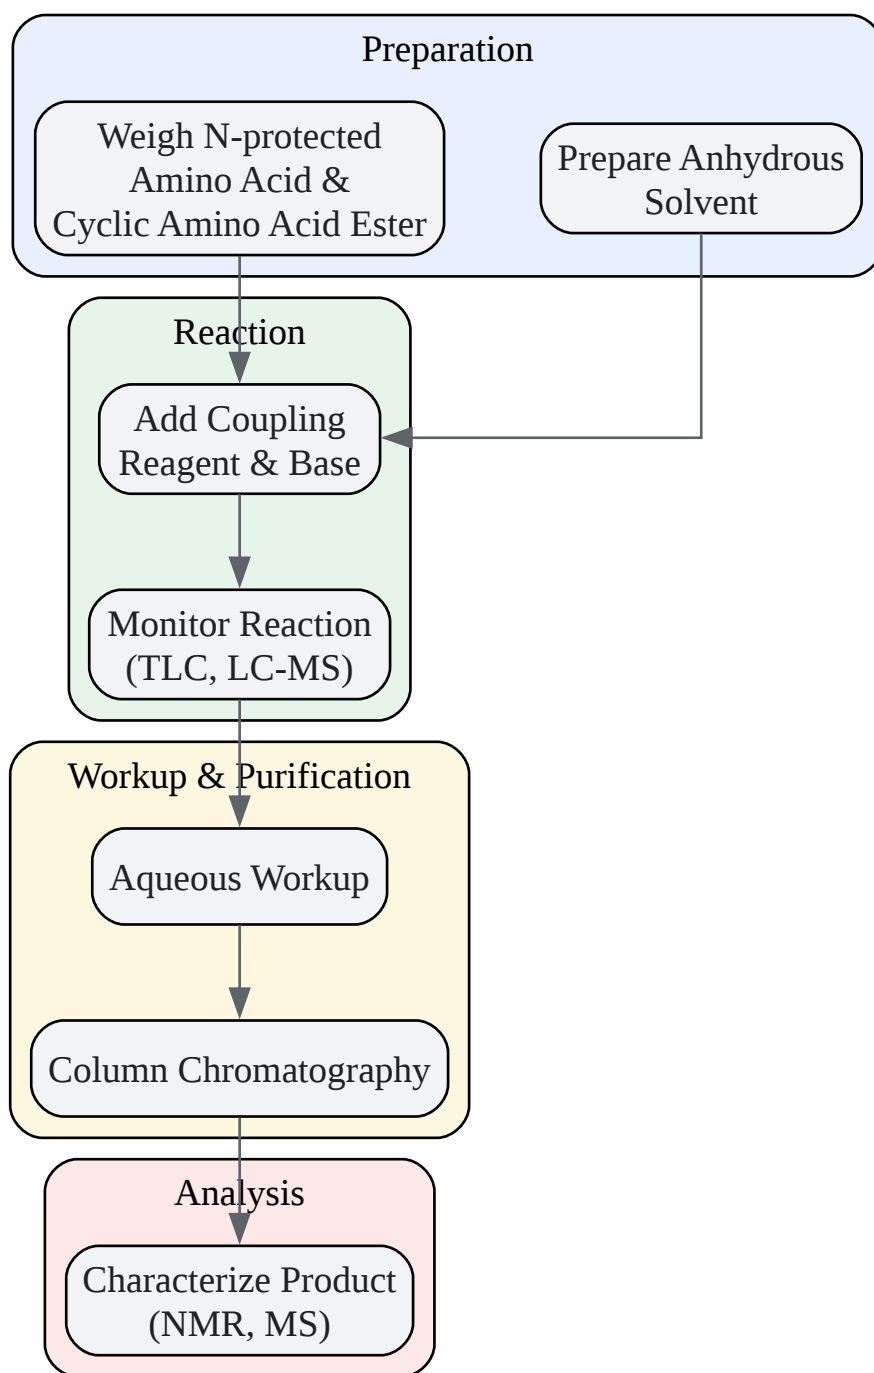 Preparation
Weigh N-protected
Amino Acid &
Cyclic Amino Acid Ester
Prepare Anhydrous
Solvent
Reaction
Add Coupling
Reagent & Base
Monitor Reaction
(TLC, LC-MS)
Workup & Purification
Aqueous Workup
Column Chromatography
Analysis
Characterize Product
(NMR, MS)